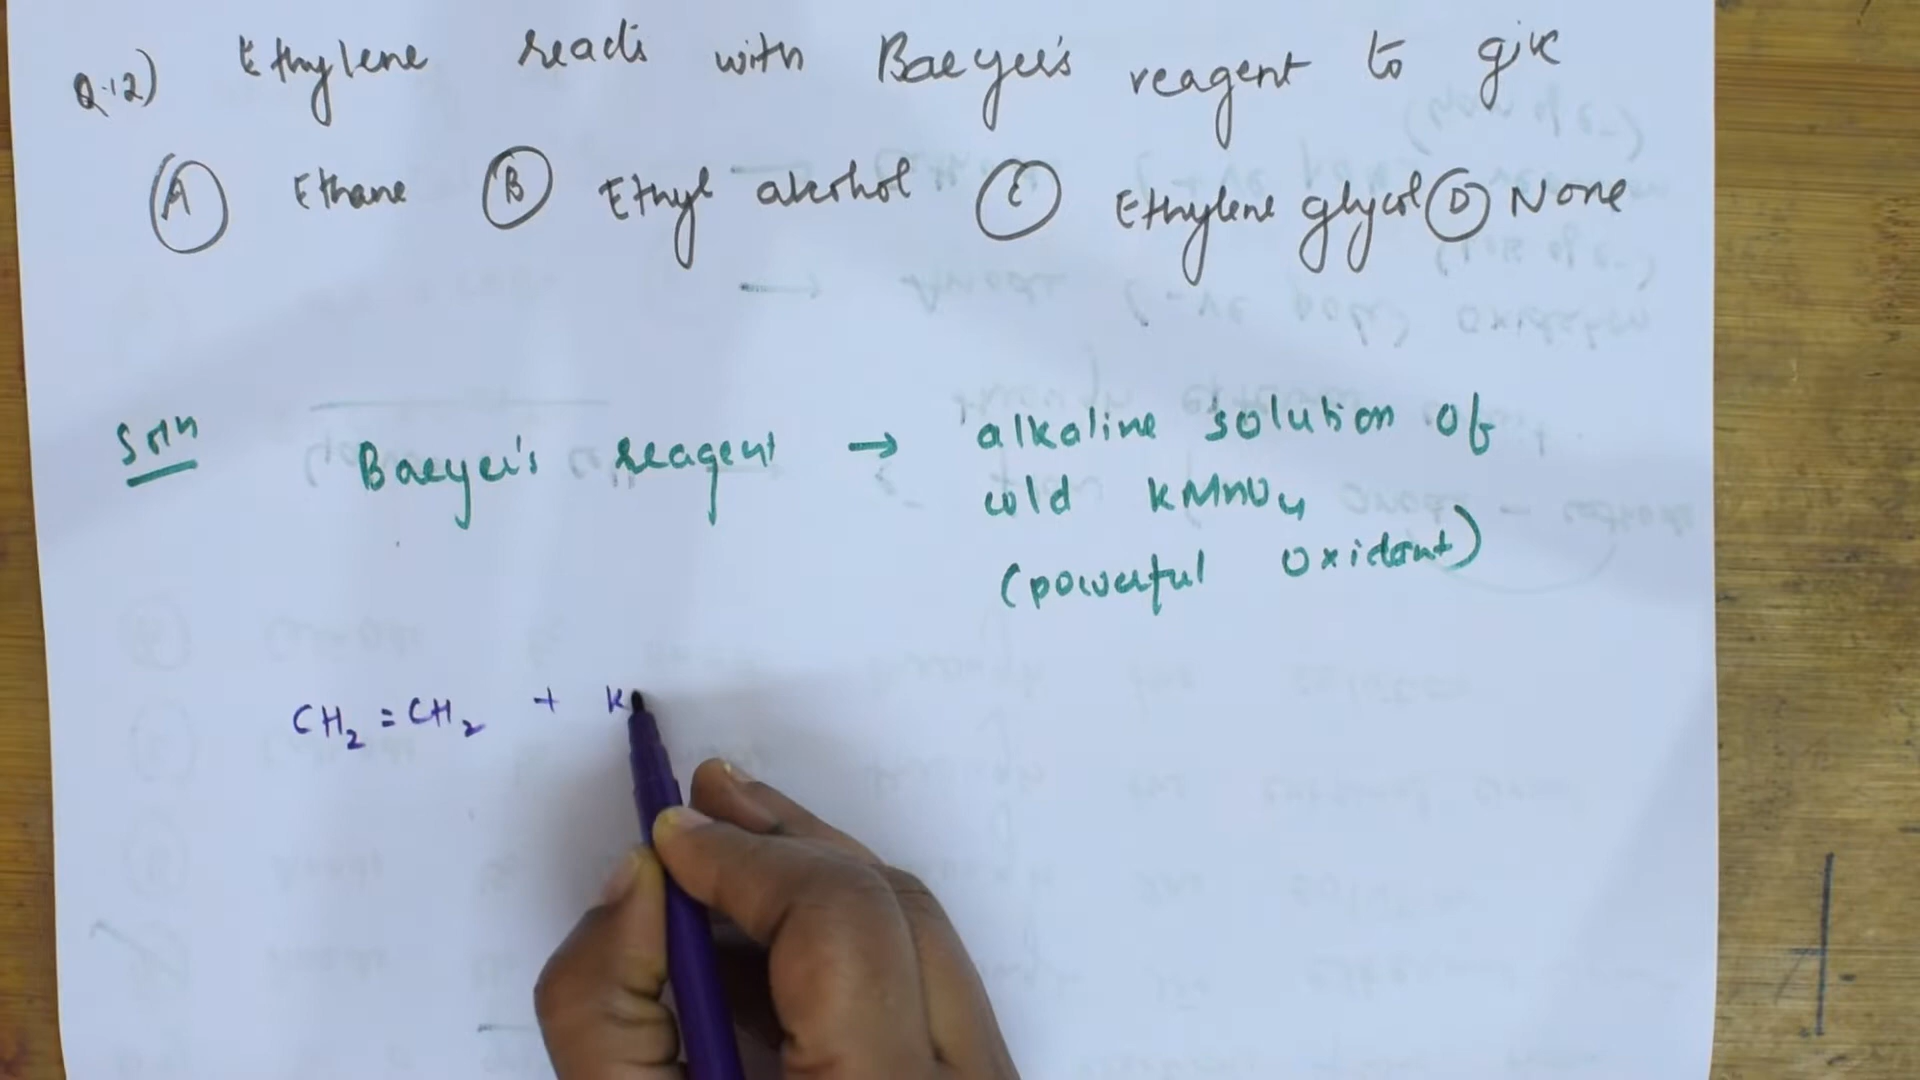 Q.12) Ethylene reacts with Baeyer's reagent to give
(A) Ethane (B) Ethyl alcohol (C) Ethylene glycol (D) None
Soln
Baeyer's reagent → alkaline solution of
cold KMnO4
(powerful oxidant)
CH2 = CH2 + K